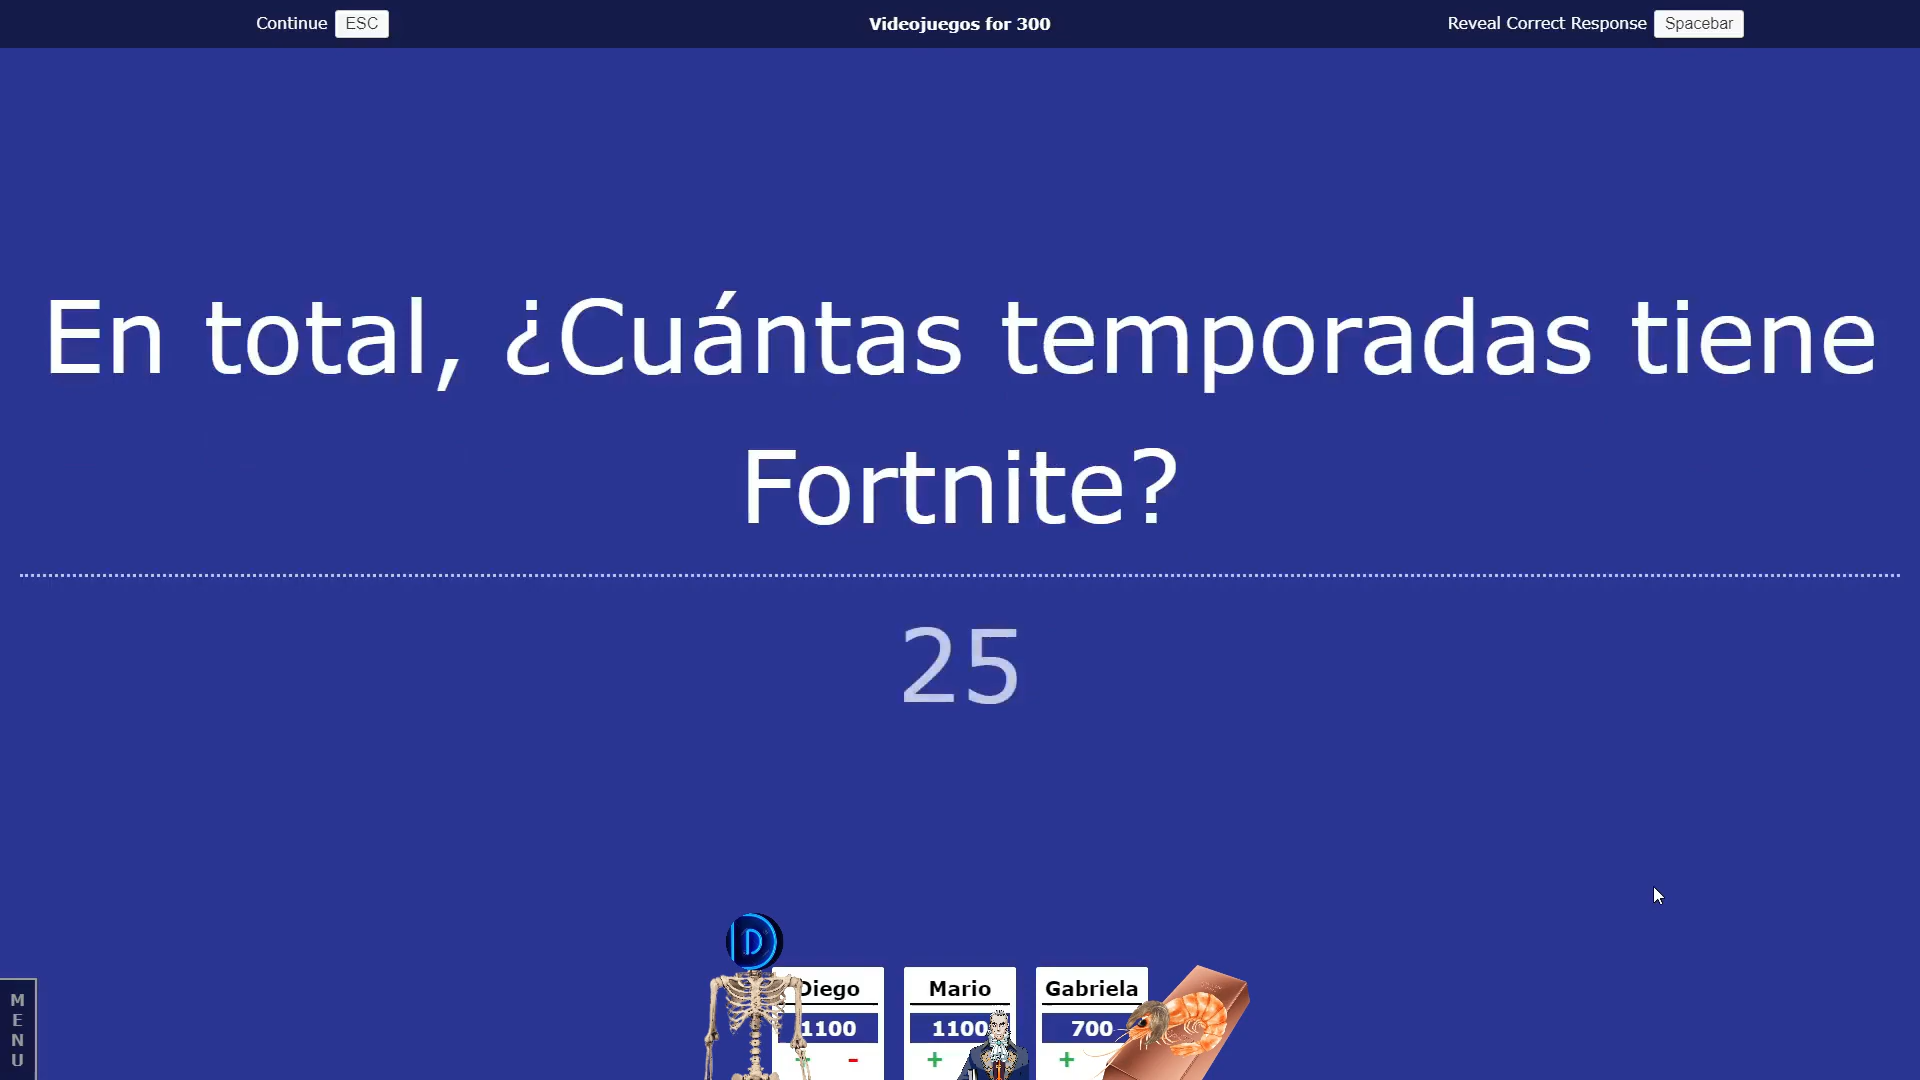 Continue ESC
Videojuegos for 300
Reveal Correct Response Spacebar
En total, ¿Cuántas temporadas tiene
Fortnite?
25
D
Diego
1100
+ -
Mario
1100
+
Gabriela
700
+
MENU